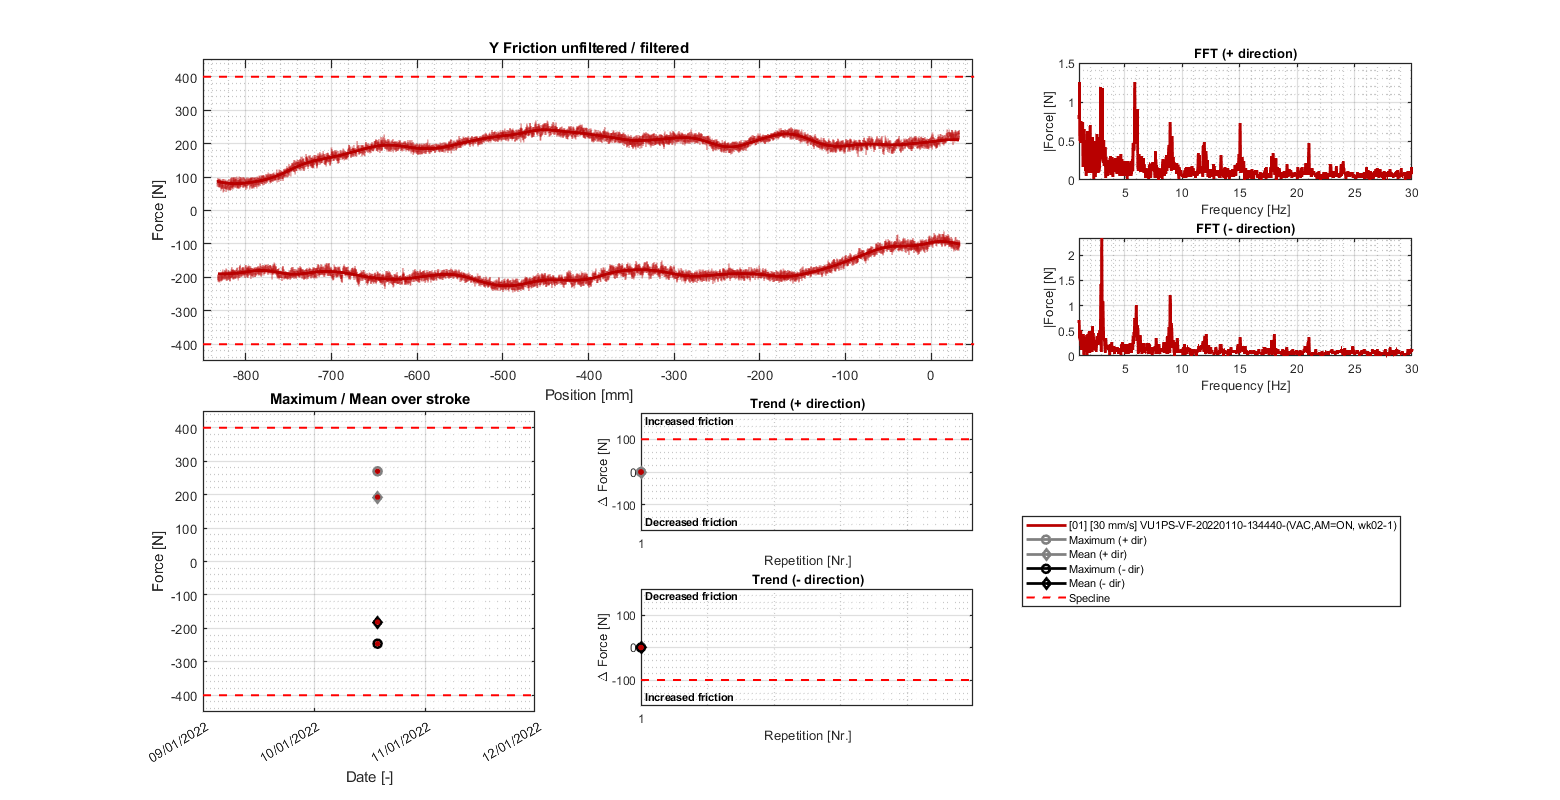 Y Friction unfiltered / filtered
400
300
200
100
0
-100
-200
-300
-400
Force [N]
-800
-700
-600
-500
-400
-300
-200
-100
0
Position [mm]
FFT (+ direction)
1.5
1
0.5
0
|Force| [N]
5
10
15
20
25
30
Frequency [Hz]
FFT (- direction)
2
1.5
1
0.5
0
|Force| [N]
5
10
15
20
25
30
Frequency [Hz]
Maximum / Mean over stroke
400
300
200
100
0
-100
-200
-300
-400
Force [N]
09/01/2022
10/01/2022
11/01/2022
12/01/2022
Date [-]
Trend (+ direction)
Increased friction
100
0
-100
Δ Force [N]
Decreased friction
1
Repetition [Nr.]
Trend (- direction)
Decreased friction
100
0
-100
Δ Force [N]
Increased friction
1
Repetition [Nr.]
[01] [30 mm/s] VU1PS-VF-20220110-134440-(VAC,AM=ON, wk02-1)
Maximum (+ dir)
Mean (+ dir)
Maximum (- dir)
Mean (- dir)
Specline